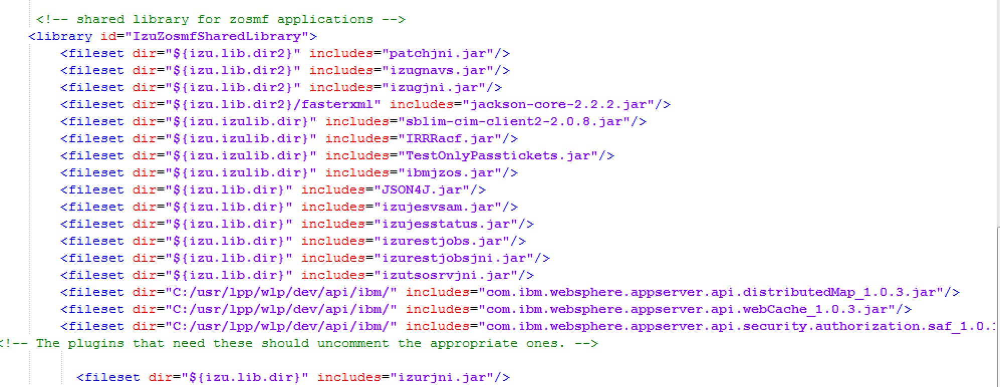 <!-- shared library for zosmf applications -->
<library id="IzuZosmfSharedLibrary">
<fileset dir="${izu.lib.dir2}" includes="patchjni.jar"/>
<fileset dir="${izu.lib.dir2}" includes="izugnavs.jar"/>
<fileset dir="${izu.lib.dir2}" includes="izugjni.jar"/>
<fileset dir="${izu.lib.dir2}/fasterxml" includes="jackson-core-2.2.2.jar"/>
<fileset dir="${izu.izulib.dir}" includes="sblim-cim-client2-2.0.8.jar"/>
<fileset dir="${izu.izulib.dir}" includes="IRRRacf.jar"/>
<fileset dir="${izu.izulib.dir}" includes="TestOnlyPasstickets.jar"/>
<fileset dir="${izu.izulib.dir}" includes="ibmjzos.jar"/>
<fileset dir="${izu.lib.dir}" includes="JSON4J.jar"/>
<fileset dir="${izu.lib.dir}" includes="izujesvsam.jar"/>
<fileset dir="${izu.lib.dir}" includes="izujesstatus.jar"/>
<fileset dir="${izu.lib.dir}" includes="izurestjobs.jar"/>
<fileset dir="${izu.lib.dir}" includes="izurestjobsjni.jar"/>
<fileset dir="${izu.lib.dir}" includes="izutsosrvjni.jar"/>
<fileset dir="C:/usr/lpp/wlp/dev/api/ibm/" includes="com.ibm.websphere.appserver.api.distributedMap_1.0.3.jar"/>
<fileset dir="C:/usr/lpp/wlp/dev/api/ibm/" includes="com.ibm.websphere.appserver.api.webCache_1.0.3.jar"/>
<fileset dir="C:/usr/lpp/wlp/dev/api/ibm/" includes="com.ibm.websphere.appserver.api.security.authorization.saf_1.0.
<!-- The plugins that need these should uncomment the appropriate ones. -->
<fileset dir="${izu.lib.dir}" includes="izurjni.jar"/>